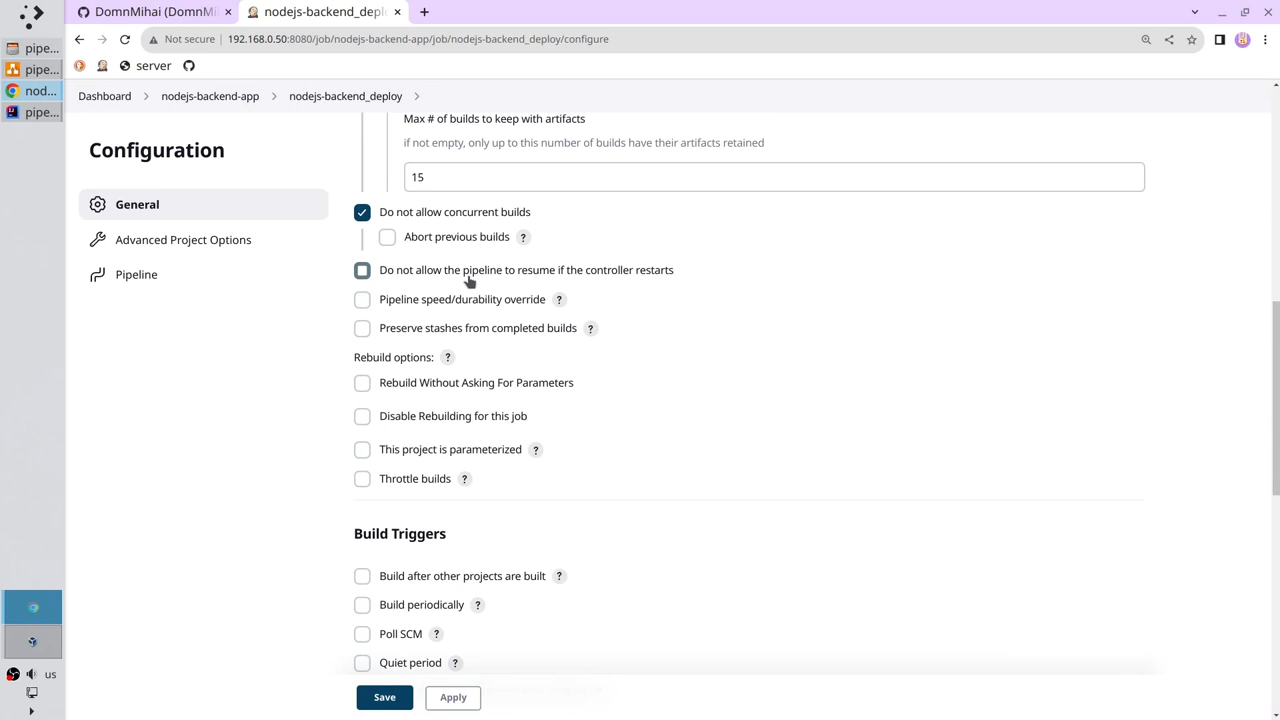 DomnMihai (DomnMi
nodejs-backend_depl
pipe...
pipe...
nod...
pipe...
Not secure
192.168.0.50:8080/job/nodejs-backend-app/job/nodejs-backend_deploy/configure
server
Dashboard
nodejs-backend-app
nodejs-backend_deploy
Configuration
General
Advanced Project Options
Pipeline
Max # of builds to keep with artifacts
if not empty, only up to this number of builds have their artifacts retained
15
Do not allow concurrent builds
Abort previous builds ?
Do not allow the pipeline to resume if the controller restarts
Pipeline speed/durability override ?
Preserve stashes from completed builds ?
Rebuild options: ?
Rebuild Without Asking For Parameters
Disable Rebuilding for this job
This project is parameterized ?
Throttle builds ?
Build Triggers
Build after other projects are built ?
Build periodically ?
Poll SCM ?
Quiet period ?
Save
Apply
us